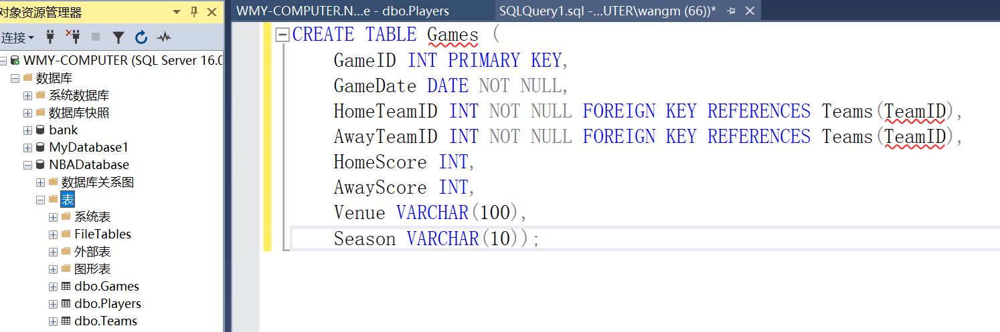 对象资源管理器
连接
WMY-COMPUTER (SQL Server 16.0
数据库
系统数据库
数据库快照
bank
MyDatabase1
NBADatabase
数据库关系图
表
系统表
FileTables
外部表
图形表
dbo.Games
dbo.Players
dbo.Teams
WMY-COMPUTER.N...e - dbo.Players
SQLQuery1.sql -...UTER\wangm (66))*
CREATE TABLE Games (
GameID INT PRIMARY KEY,
GameDate DATE NOT NULL,
HomeTeamID INT NOT NULL FOREIGN KEY REFERENCES Teams(TeamID),
AwayTeamID INT NOT NULL FOREIGN KEY REFERENCES Teams(TeamID),
HomeScore INT,
AwayScore INT,
Venue VARCHAR(100),
Season VARCHAR(10));